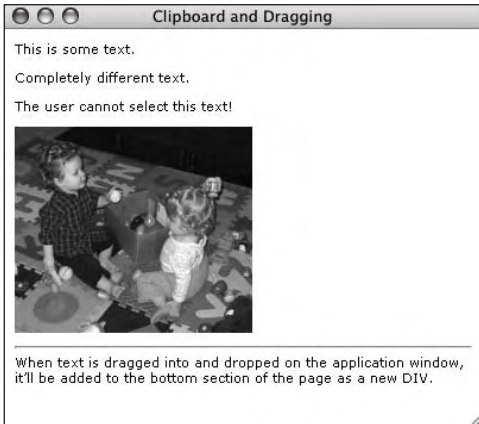 Clipboard and Dragging
This is some text.
Completely different text.
The user cannot select this text!
When text is dragged into and dropped on the application window,
it'll be added to the bottom section of the page as a new DIV.